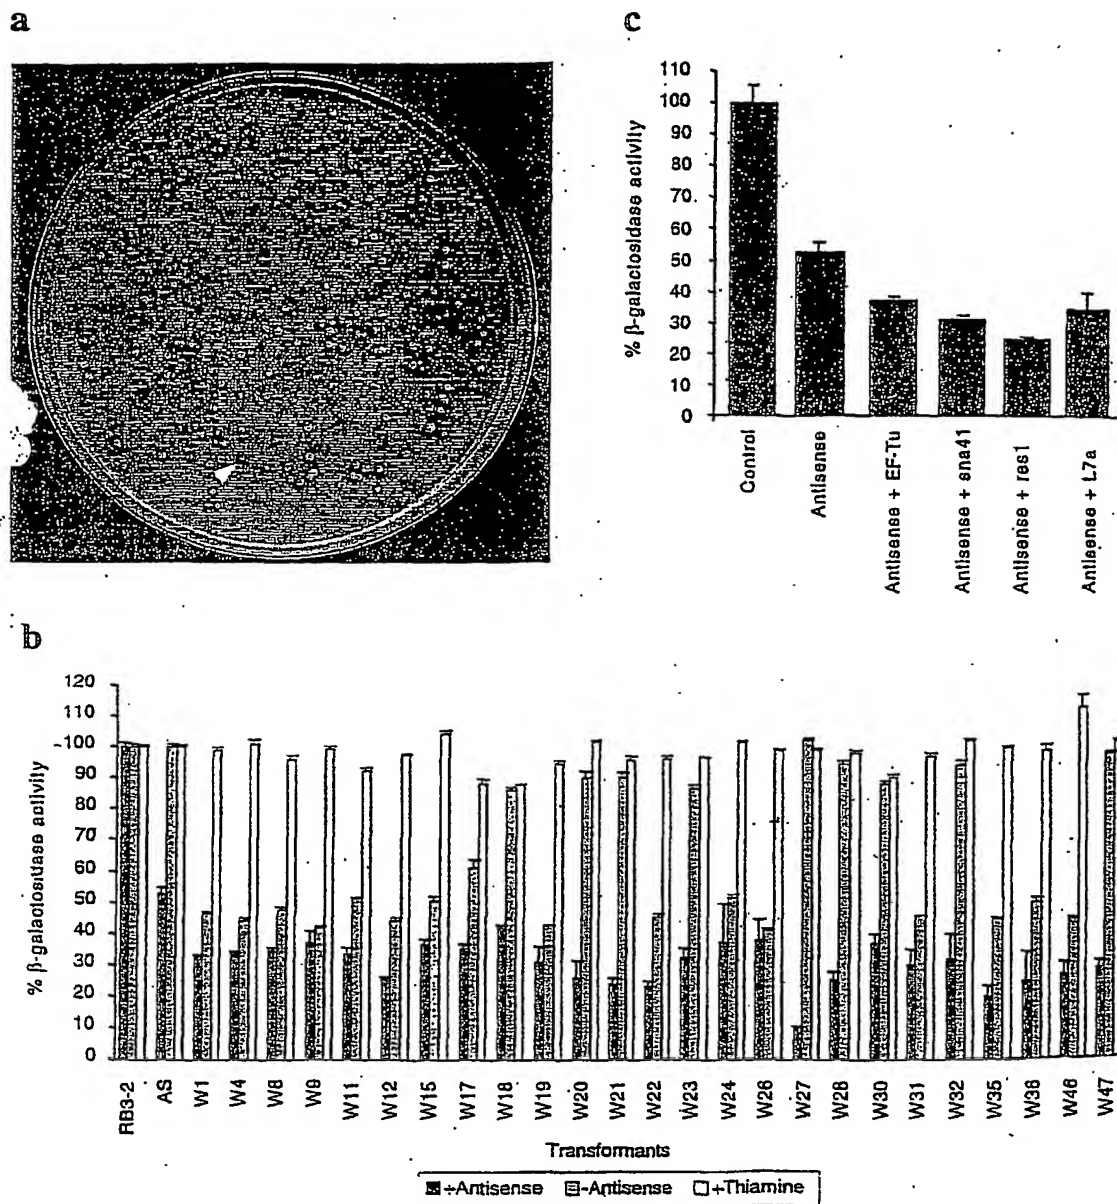 a
c
% β-galactosidase activity
110
100
90
80
70
60
50
40
30
20
10
0
Control
Antisense
Antisense + EF-Tu
Antisense + sna41
Antisense + res1
Antisense + L7a
b
% β-galactosidase activity
120
110
100
90
80
70
60
50
40
30
20
10
0
RB3-2
AS
W1
W4
W8
W9
W11
W12
W15
W17
W18
W19
W20
W21
W22
W23
W24
W26
W27
W28
W30
W31
W32
W35
W36
W46
W47
Transformants
+Antisense -Antisense +Thiamine